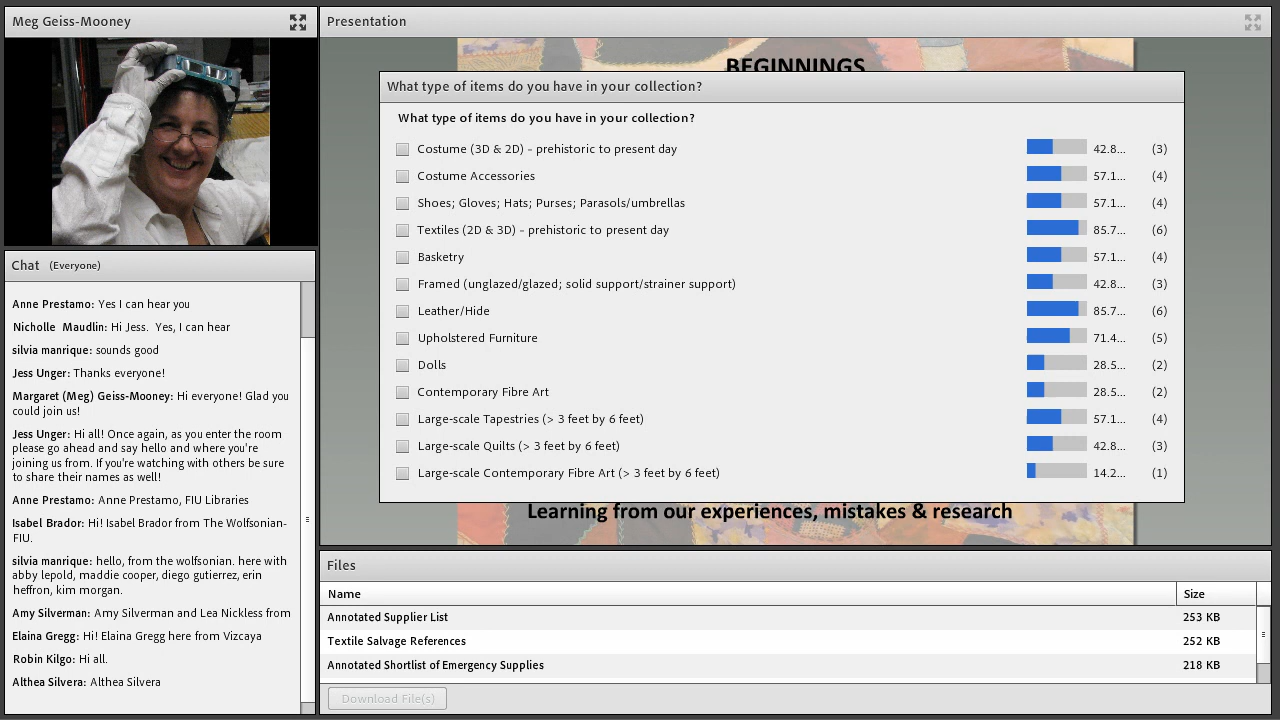 Meg Geiss-Mooney
Chat (Everyone)
Anne Prestamo: Yes I can hear you
Nicholle Maudlin: Hi Jess. Yes, I can hear
silvia manrique: sounds good
Jess Unger: Thanks everyone!
Margaret (Meg) Geiss-Mooney: Hi everyone! Glad you
could join us!
Jess Unger: Hi all! Once again, as you enter the room
please go ahead and say hello and where you're
joining us from. If you're watching with others be sure
to share their names as well!
Anne Prestamo: Anne Prestamo, FIU Libraries
Isabel Brador: Hi! Isabel Brador from The Wolfsonian-
FIU.
silvia manrique: hello, from the wolfsonian. here with
abby lepold, maddie cooper, diego gutierrez, erin
heffron, kim morgan.
Amy Silverman: Amy Silverman and Lea Nickless from
Elaina Gregg: Hi! Elaina Gregg here from Vizcaya
Robin Kilgo: Hi all.
Althea Silvera: Althea Silvera
Presentation
BEGINNINGS
What type of items do you have in your collection?
What type of items do you have in your collection?
Costume (3D & 2D) - prehistoric to present day 42.8... (3)
Costume Accessories 57.1... (4)
Shoes; Gloves; Hats; Purses; Parasols/umbrellas 57.1... (4)
Textiles (2D & 3D) - prehistoric to present day 85.7... (6)
Basketry 57.1... (4)
Framed (unglazed/glazed; solid support/strainer support) 42.8... (3)
Leather/Hide 85.7... (6)
Upholstered Furniture 71.4... (5)
Dolls 28.5... (2)
Contemporary Fibre Art 28.5... (2)
Large-scale Tapestries (> 3 feet by 6 feet) 57.1... (4)
Large-scale Quilts (> 3 feet by 6 feet) 42.8... (3)
Large-scale Contemporary Fibre Art (> 3 feet by 6 feet) 14.2... (1)
Learning from our experiences, mistakes & research
Files
Name Size
Annotated Supplier List 253 KB
Textile Salvage References 252 KB
Annotated Shortlist of Emergency Supplies 218 KB
Download File(s)